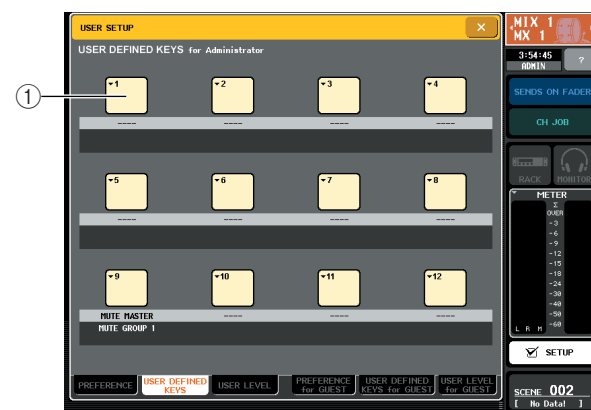 USER SETUP
×
USER DEFINED KEYS for Administrator
1
1
2
3
4
----
----
----
----
5
6
7
8
----
----
----
----
9
10
11
12
MUTE MASTER
----
----
----
MUTE GROUP 1
PREFERENCE
USER DEFINED
KEYS
USER LEVEL
PREFERENCE
for GUEST
USER DEFINED
KEYS for GUEST
USER LEVEL
for GUEST
MIX 1
MX 1
3:54:45
ADMIN
?
SENDS ON FADER
CH JOB
RACK
MONITOR
METER
Σ
OVER
-3
-6
-9
-12
-15
-18
-24
-30
-40
-50
-60
L R M
SETUP
SCENE 002
[ No Data! ]